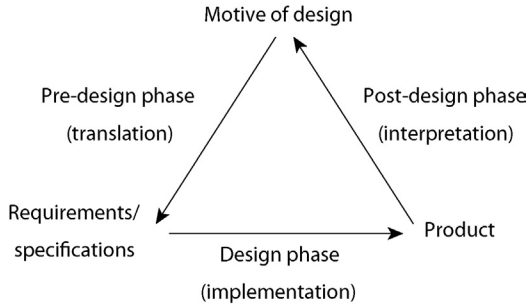 Motive of design
Pre-design phase
(translation)
Post-design phase
(interpretation)
Requirements/
specifications
Product
Design phase
(implementation)